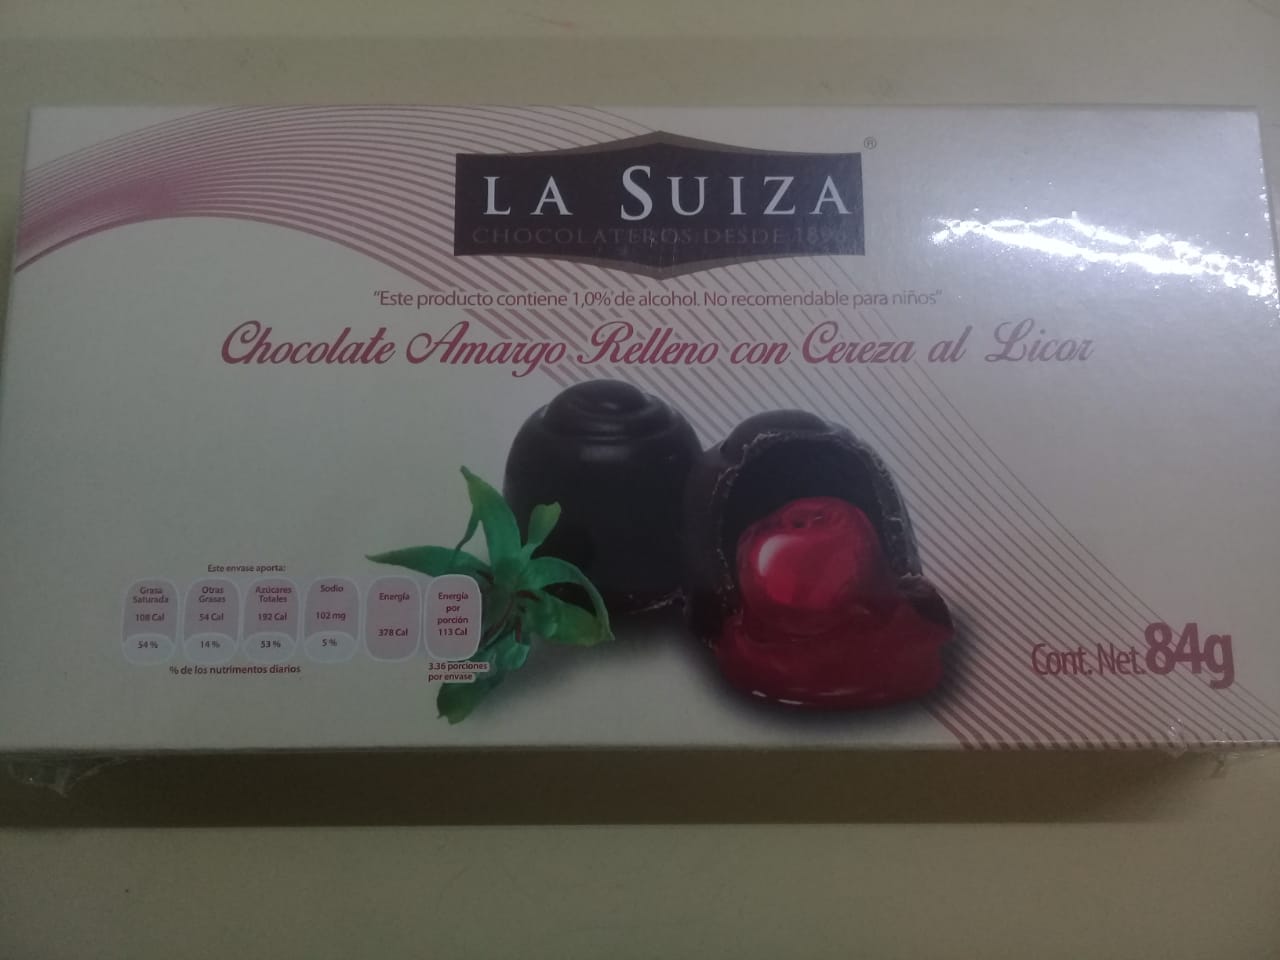 LA SUIZA
®
CHOCOLATEROS DESDE 1896
"Este producto contiene 1,0% de alcohol. No recomendable para niños"
Chocolate Amargo Relleno con Cereza al Licor
Este envase aporta:
Grasa Saturada
108 Cal
54 %
Otras Grasas
54 Cal
14 %
Azúcares Totales
192 Cal
53 %
Sodio
102 mg
5 %
Energía
378 Cal
Energía por porción
113 Cal
% de los nutrimentos diarios
3.36 porciones
por envase
Cont. Net. 84g